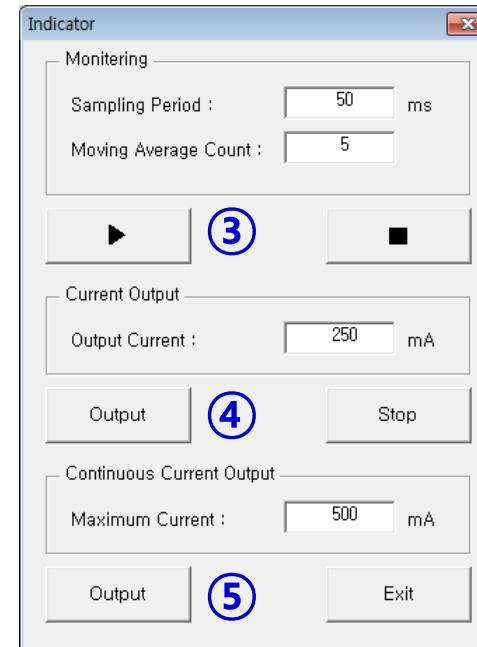 Indicator
Monitering
Sampling Period : 50 ms
Moving Average Count : 5
③
Current Output
Output Current : 250 mA
Output ④ Stop
Continuous Current Output
Maximum Current : 500 mA
Output ⑤ Exit